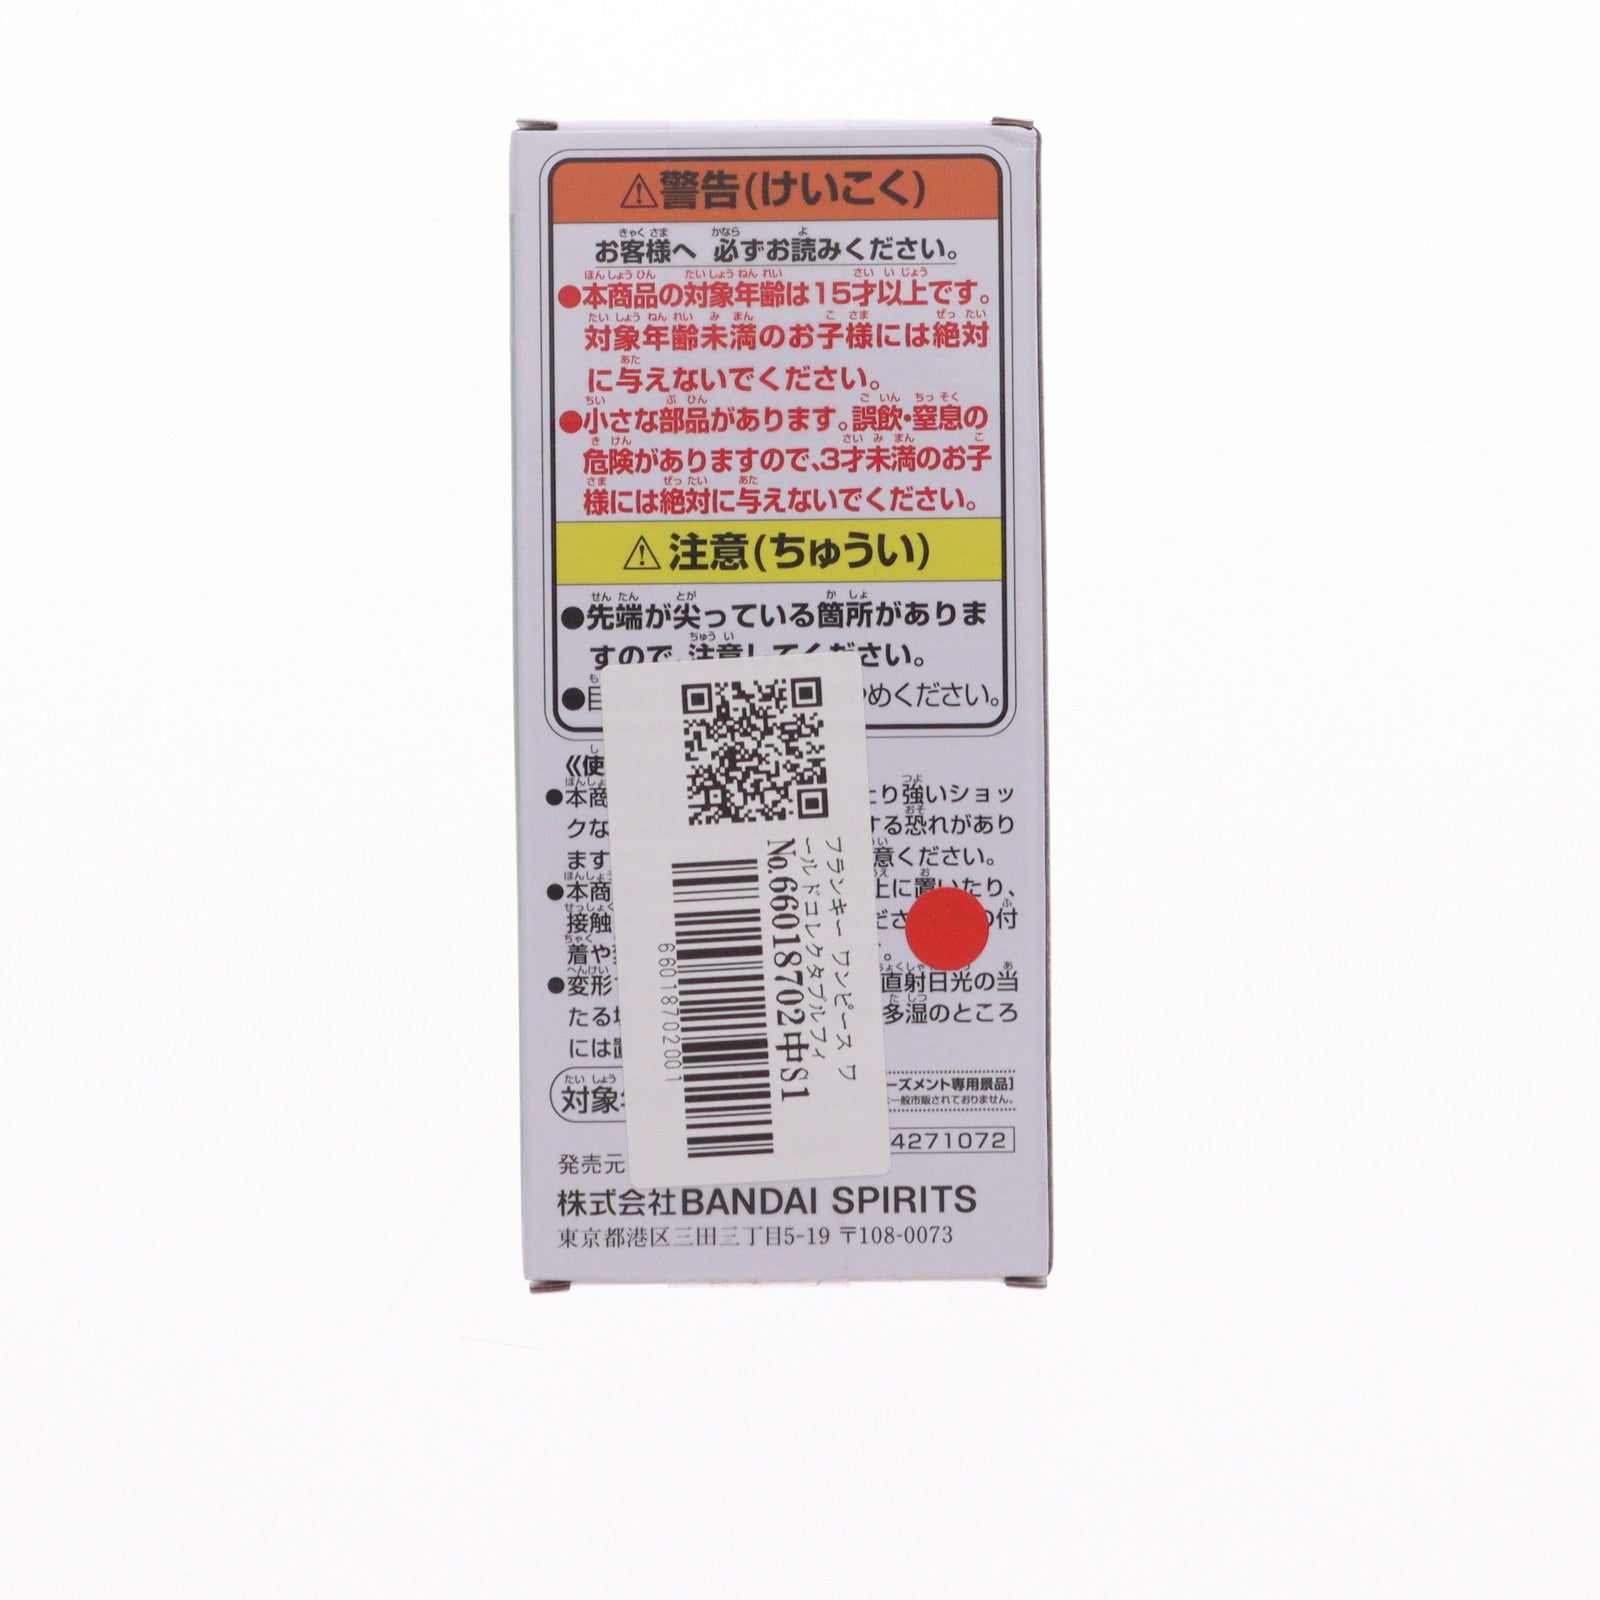 ⚠警告(けいこく)
お客様へ 必ずお読みください。
●本商品の対象年齢は15才以上です。
対象年齢未満のお子様には絶対
に与えないでください。
●小さな部品があります。誤飲・窒息の
危険がありますので、3才未満のお子
様には絶対に与えないでください。
⚠注意(ちゅうい)
●先端が尖っている箇所がありま
すので、注意してください。
●目 やめください。
《使
●本商 たり強いショッ
クな する恐れがあり
ます 意ください。
●本商 上に置いたり、
接触 ださ の付
着や 。
●変形 直射日光の当
たる 多湿のところ
には
対象 ーズメント専用景品]
一般市販されておりません。
4271072
発売元
株式会社BANDAI SPIRITS
東京都港区三田三丁目5-19 〒108-0073
フランキー ワンピース ワ
ールドコレクタブルフィ
No.66018702中S1
66018702001